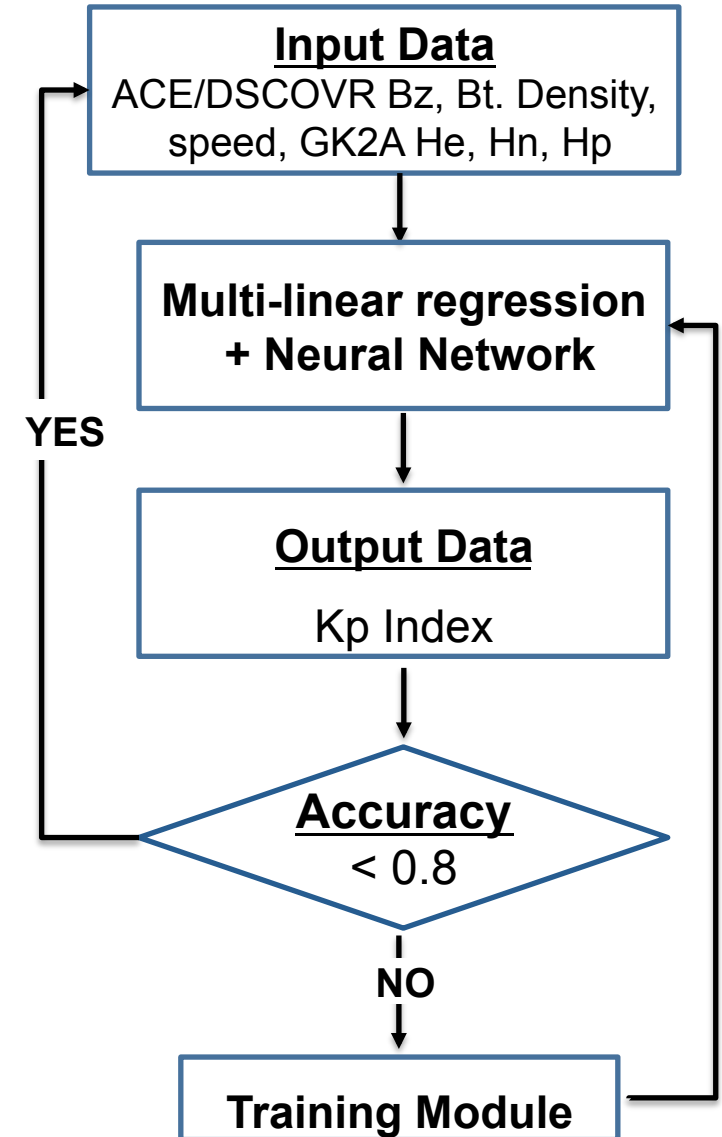 Input Data
ACE/DSCOVR Bz, Bt. Density,
speed, GK2A He, Hn, Hp
Multi-linear regression
+ Neural Network
YES
Output Data
Kp Index
Accuracy
< 0.8
NO
Training Module